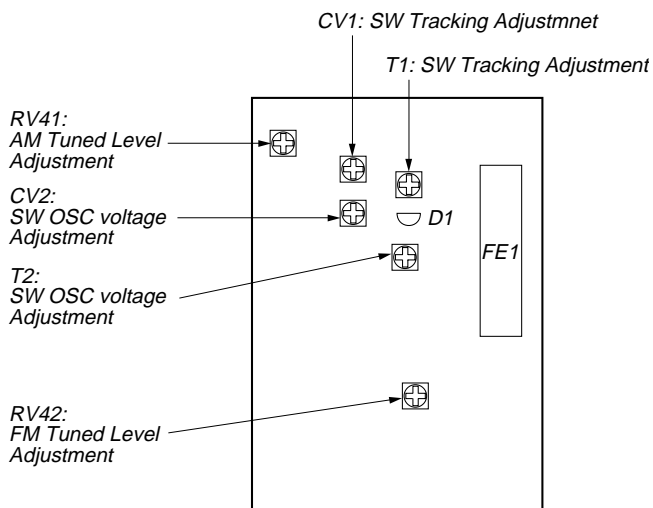 CV1: SW Tracking Adjustmnet
T1: SW Tracking Adjustment
RV41:
AM Tuned Level
Adjustment
CV2:
SW OSC voltage
Adjustment
D1
FE1
T2:
SW OSC voltage
Adjustment
RV42:
FM Tuned Level
Adjustment